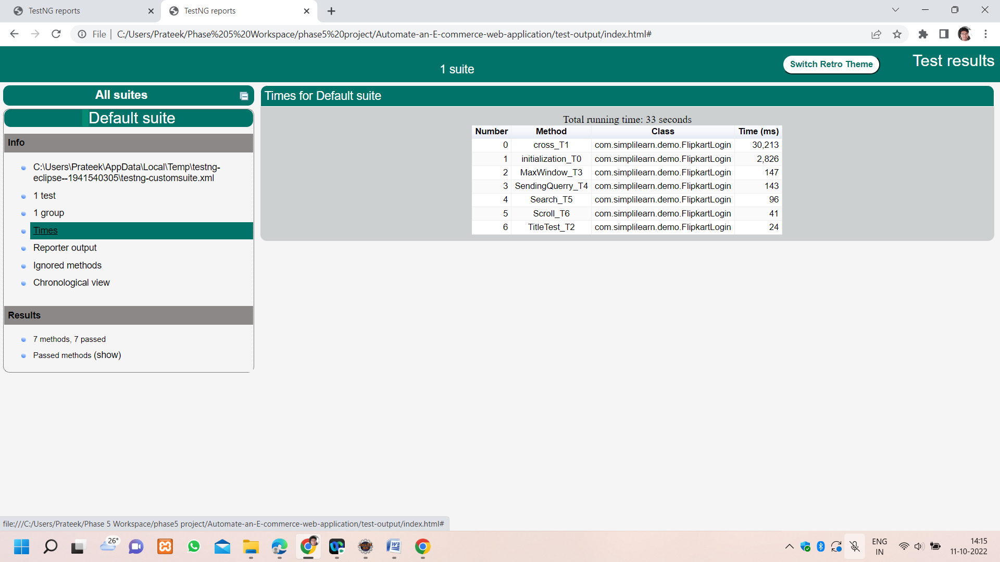 TestNG reports
TestNG reports
File
C:/Users/Prateek/Phase%205%20Workspace/phase5%20project/Automate-an-E-commerce-web-application/test-output/index.html#
1 suite
Switch Retro Theme
Test results
All suites
Default suite
Info
C:\Users\Prateek\AppData\Local\Temp\testng-
eclipse--1941540305\testng-customsuite.xml
1 test
1 group
Times
Reporter output
Ignored methods
Chronological view
Results
7 methods, 7 passed
Passed methods (show)
Times for Default suite
Total running time: 33 seconds
Number Method Class Time (ms)
0 cross_T1 com.simplilearn.demo.FlipkartLogin 30,213
1 initialization_T0 com.simplilearn.demo.FlipkartLogin 2,826
2 MaxWindow_T3 com.simplilearn.demo.FlipkartLogin 147
3 SendingQuerry_T4 com.simplilearn.demo.FlipkartLogin 143
4 Search_T5 com.simplilearn.demo.FlipkartLogin 96
5 Scroll_T6 com.simplilearn.demo.FlipkartLogin 41
6 TitleTest_T2 com.simplilearn.demo.FlipkartLogin 24
file:///C:/Users/Prateek/Phase 5 Workspace/phase5 project/Automate-an-E-commerce-web-application/test-output/index.html#
26°
ENG
IN
14:15
11-10-2022